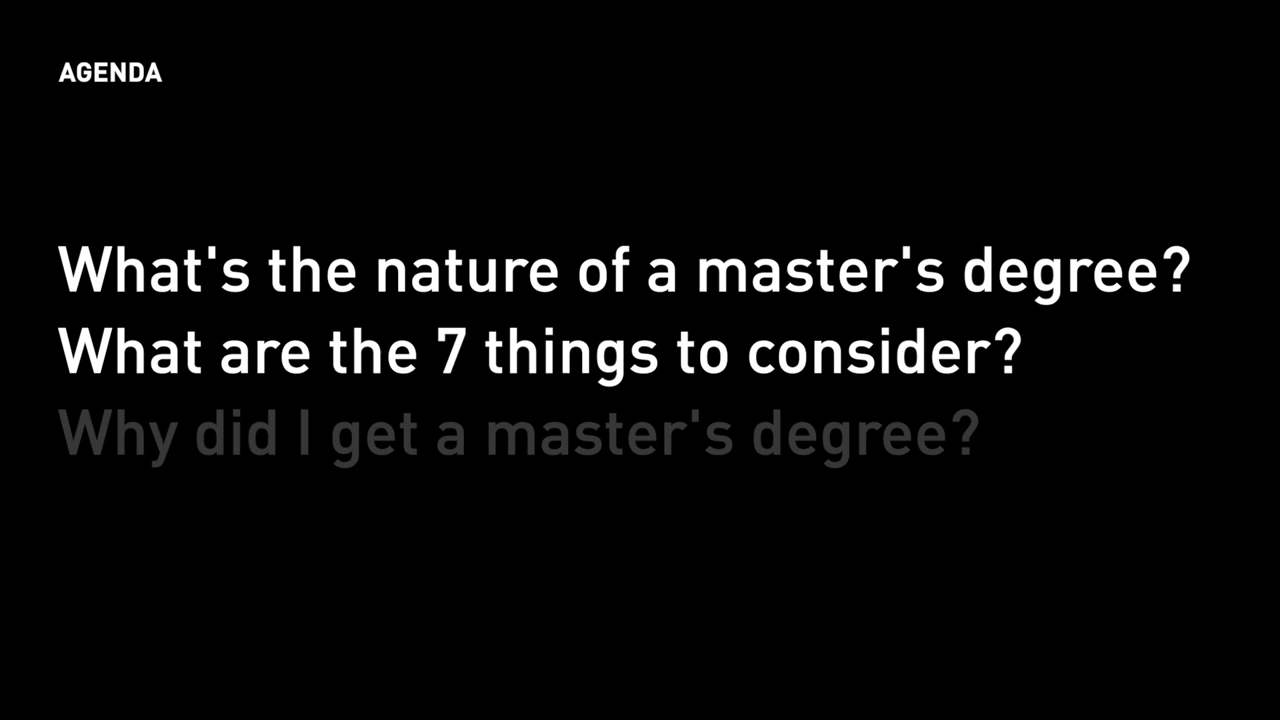 AGENDA
What's the nature of a master's degree?
What are the 7 things to consider?
Why did I get a master's degree?